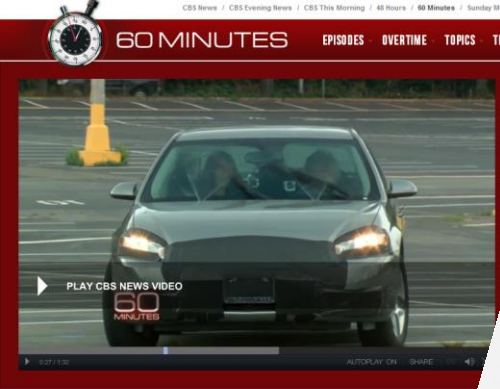 CBS News / CBS Evening News / CBS This Morning / 48 Hours / 60 Minutes / Sunday M
60 MINUTES EPISODES OVERTIME TOPICS T
PLAY CBS NEWS VIDEO
60
MINUTES
0:27 / 1:32 AUTOPLAY ON SHARE